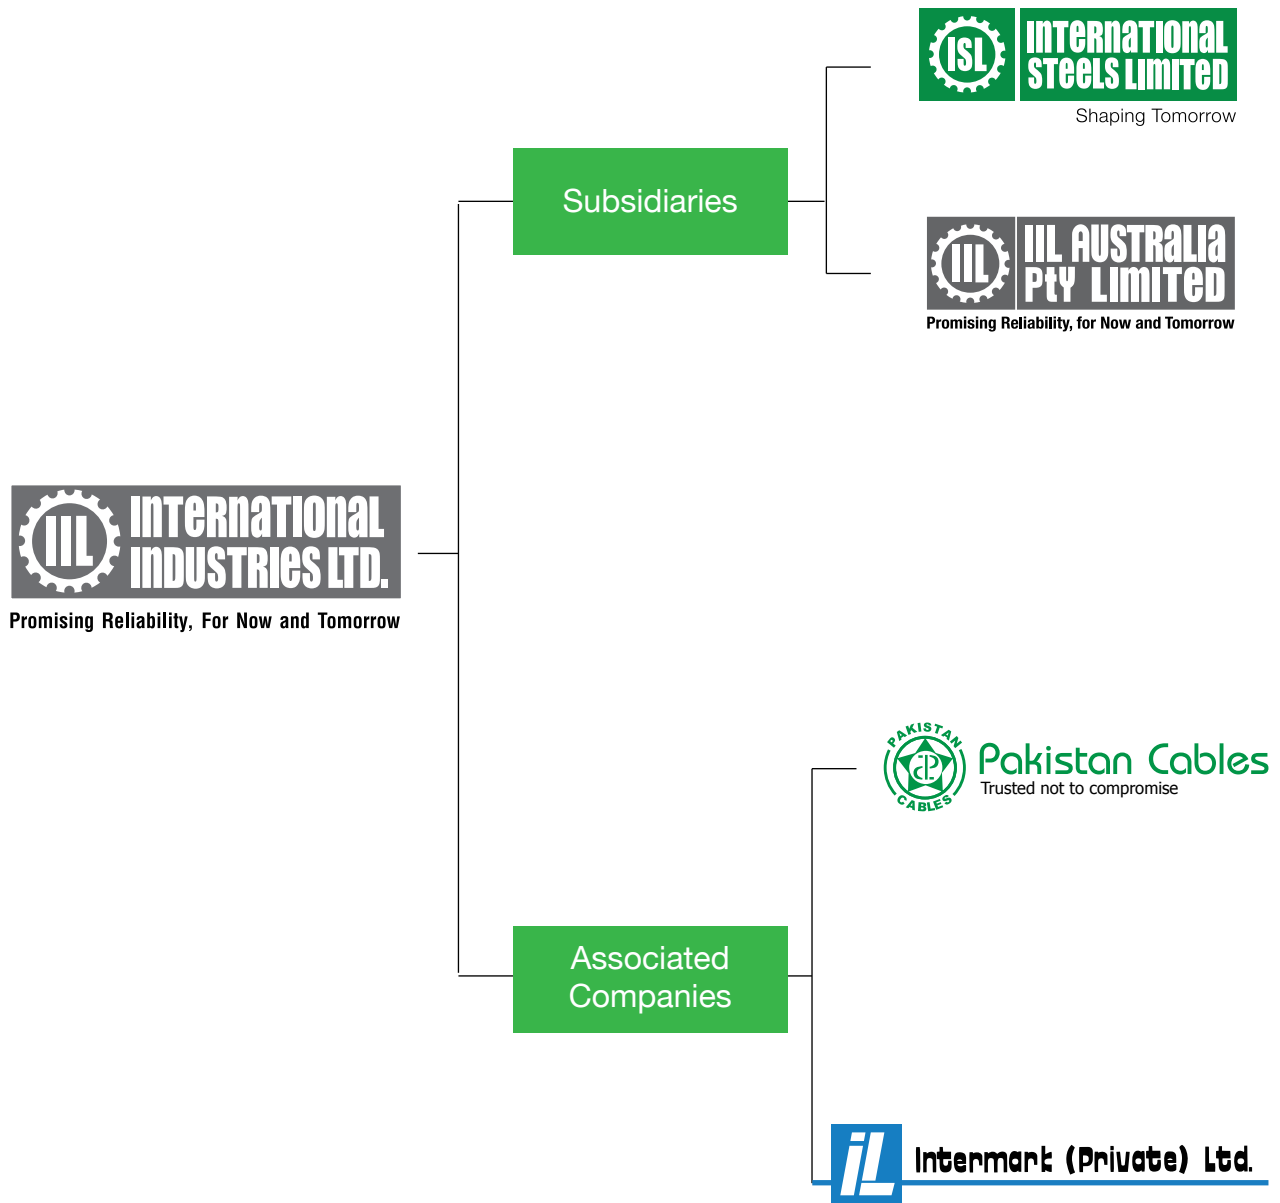 ISL
INTERNATIONAL
STEELS LIMITED
Shaping Tomorrow
Subsidiaries
IIL
IIL AUSTRALIA
PtY LIMITED
Promising Reliability, for Now and Tomorrow
IIL
INTERNATIONAL
INDUSTRIES LTD.
Promising Reliability, For Now and Tomorrow
PAKISTAN
CABLES
Pakistan Cables
Trusted not to compromise
Associated
Companies
iL
Intermark (Private) Ltd.